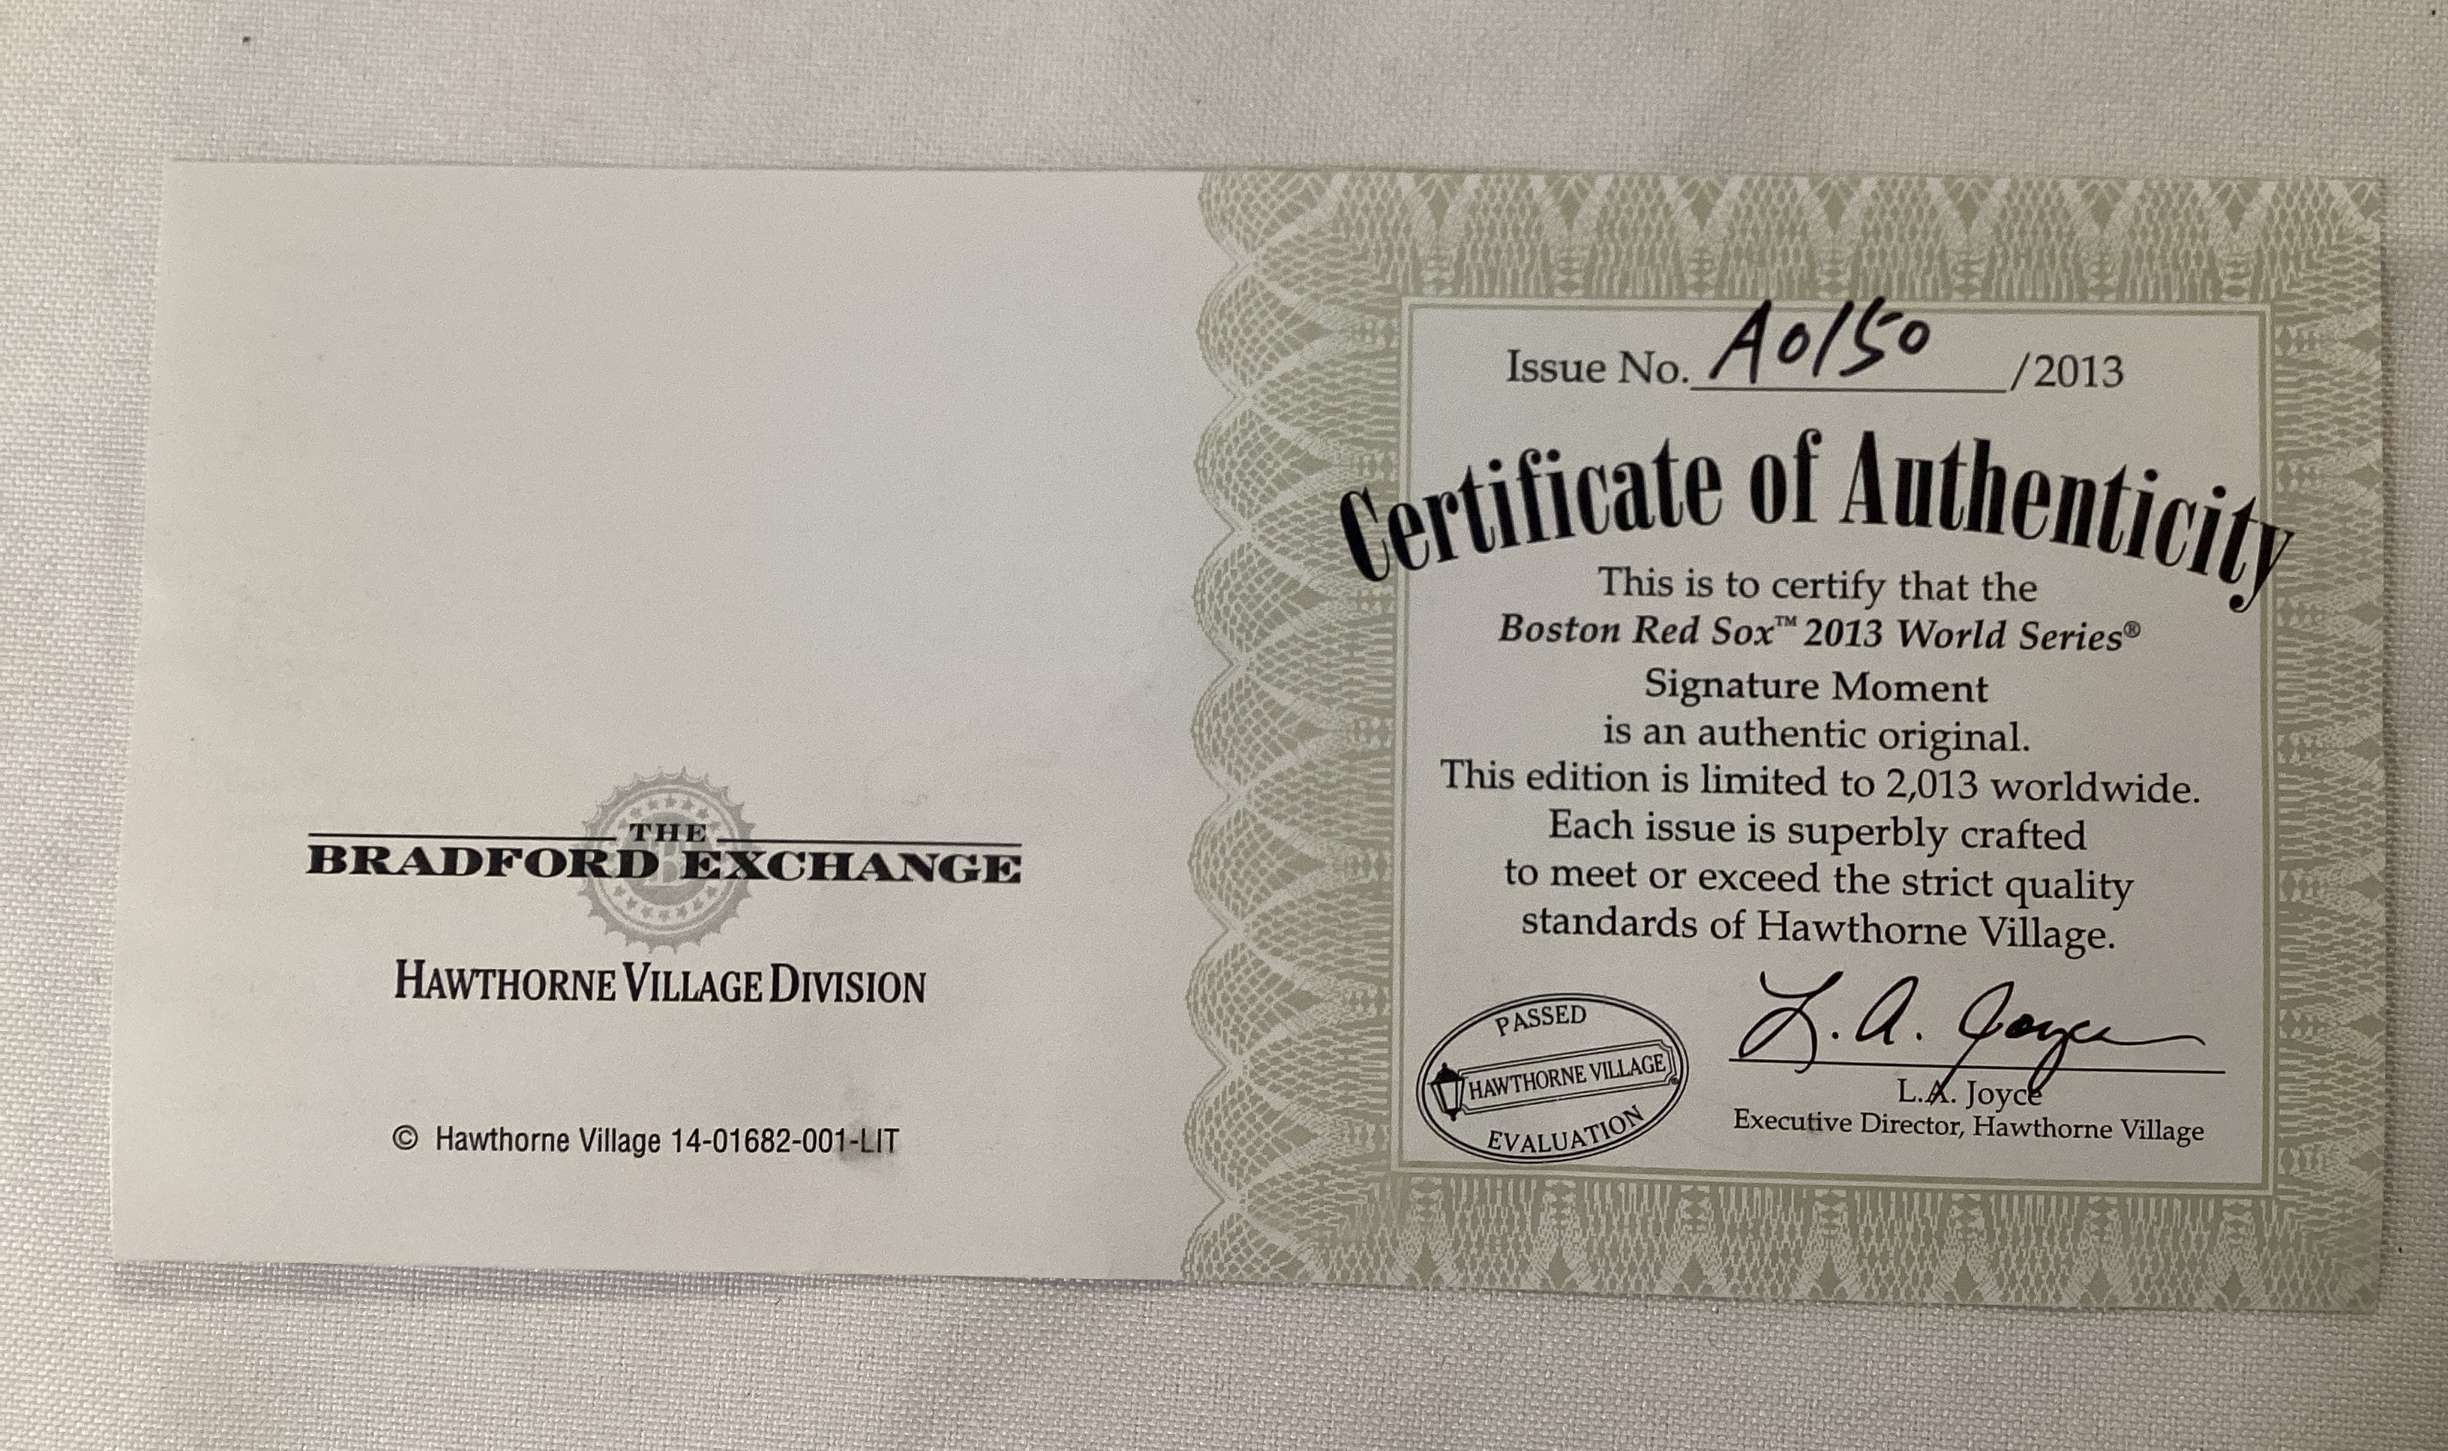 THE
BRADFORD EXCHANGE
HAWTHORNE VILLAGE DIVISION
© Hawthorne Village 14-01682-001-LIT
Issue No. A0150 /2013
Certificate of Authenticity
This is to certify that the
Boston Red Sox™ 2013 World Series®
Signature Moment
is an authentic original.
This edition is limited to 2,013 worldwide.
Each issue is superbly crafted
to meet or exceed the strict quality
standards of Hawthorne Village.
PASSED
HAWTHORNE VILLAGE
EVALUATION
L. A. Joyce
L.A. Joyce
Executive Director, Hawthorne Village